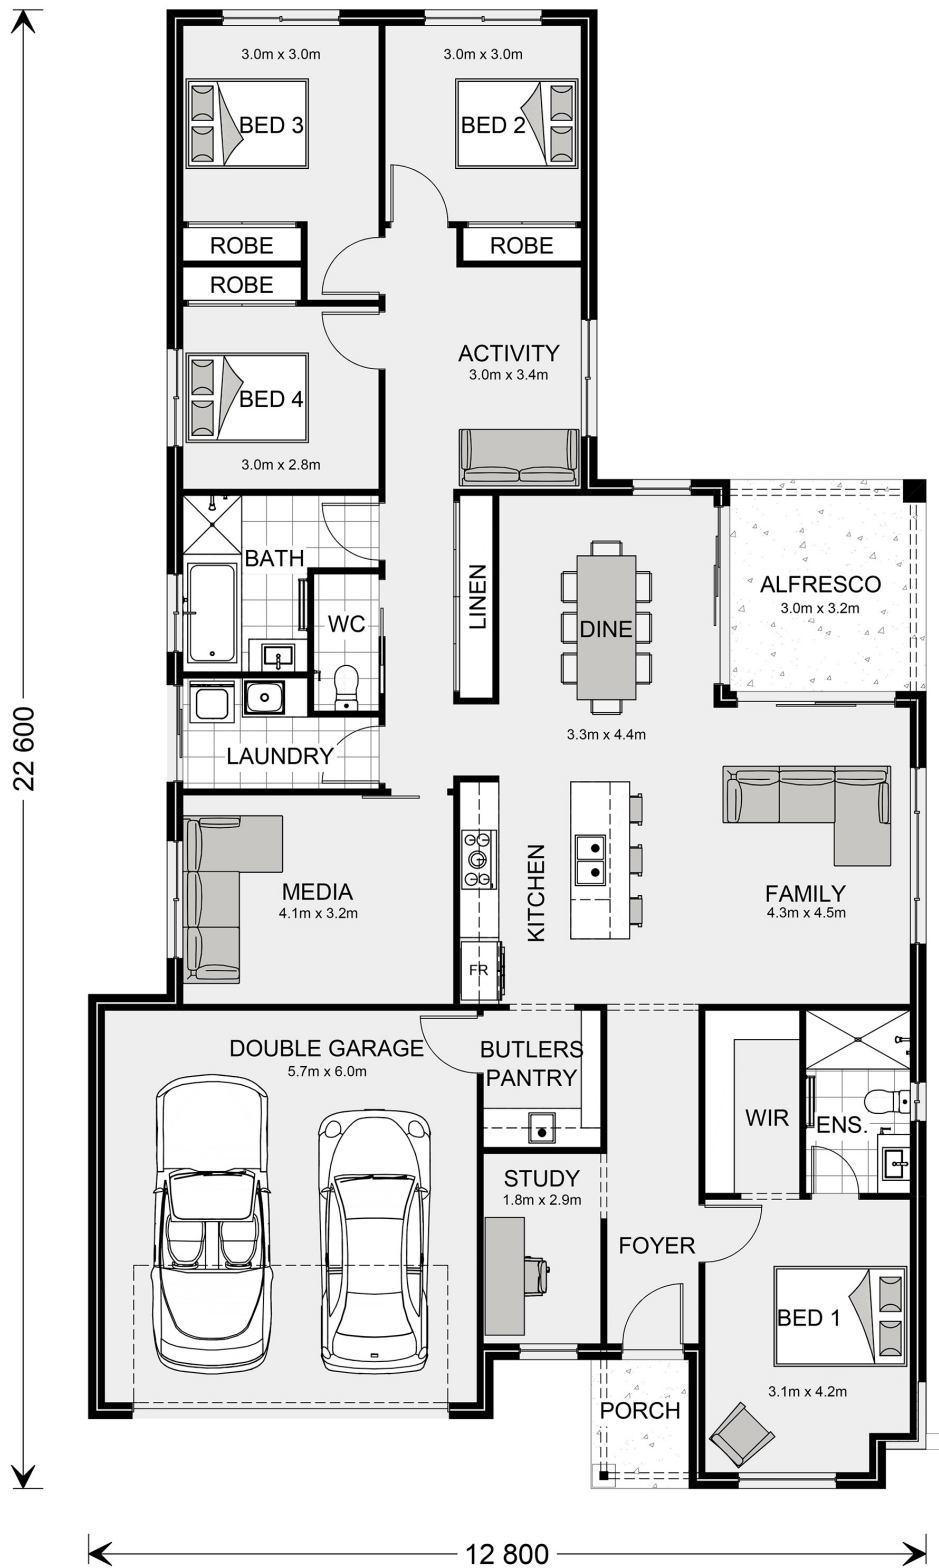 3.0m x 3.0m
BED 3
3.0m x 3.0m
BED 2
ROBE
ROBE
ROBE
ACTIVITY
3.0m x 3.4m
BED 4
3.0m x 2.8m
BATH
WC
LINEN
DINE
3.3m x 4.4m
ALFRESCO
3.0m x 3.2m
LAUNDRY
22 600
MEDIA
4.1m x 3.2m
KITCHEN
FR
FAMILY
4.3m x 4.5m
DOUBLE GARAGE
5.7m x 6.0m
BUTLERS
PANTRY
WIR
ENS.
STUDY
1.8m x 2.9m
FOYER
BED 1
3.1m x 4.2m
PORCH
12 800